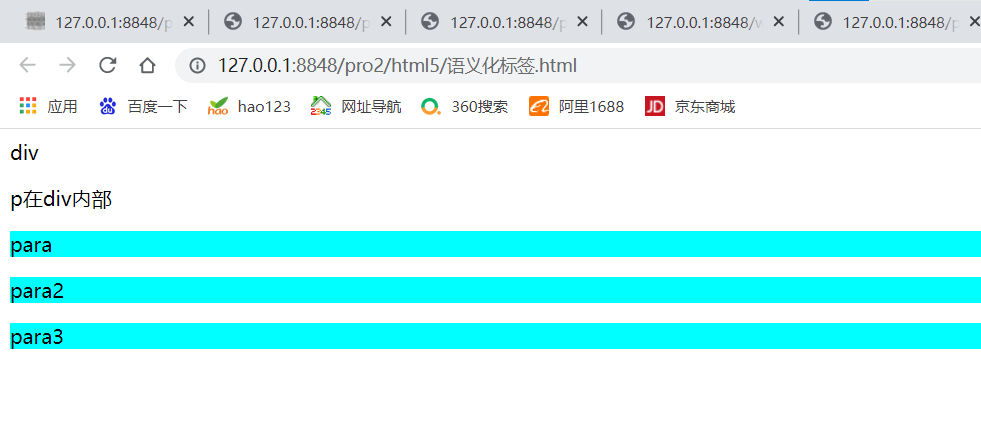 127.0.0.1:8848/p 127.0.0.1:8848/p 127.0.0.1:8848/p 127.0.0.1:8848/w 127.0.0.1:8848/p
127.0.0.1:8848/pro2/html5/语义化标签.html
应用 百度一下 hao hao123 2345 网址导航 360搜索 阿里1688 JD 京东商城
div
p在div内部
para
para2
para3